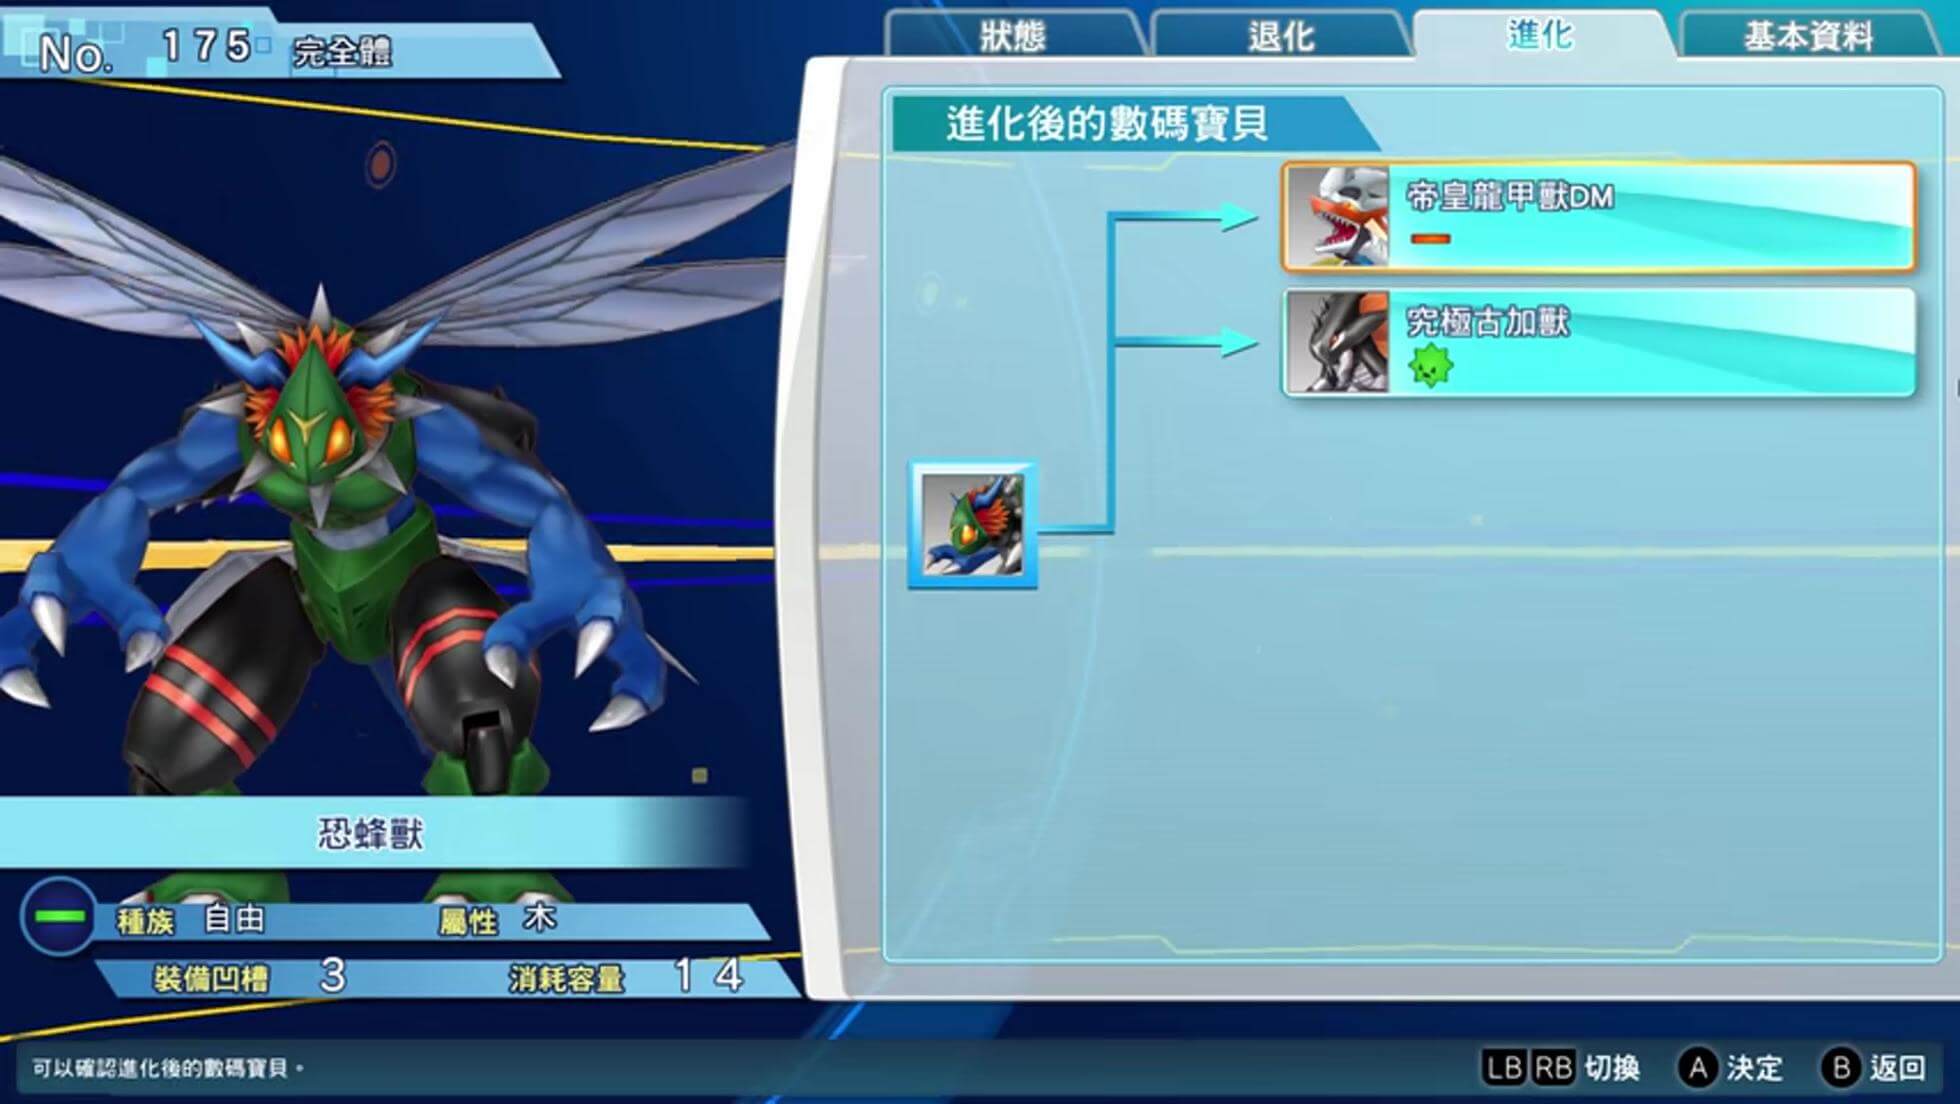 No. 175 完全體
狀態
退化
進化
基本資料
進化後的數碼寶貝
帝皇龍甲獸DM
究極古加獸
恐蜂獸
種族 自由
屬性 木
裝備凹槽 3
消耗容量 14
可以確認進化後的數碼寶貝。
LB RB 切換
A 決定
B 返回